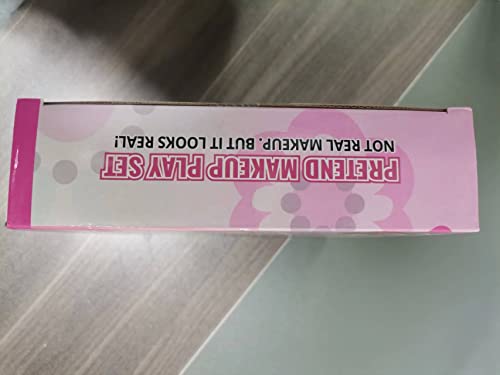 PRETEND MAKEUP PLAY SET
NOT REAL MAKEUP. BUT IT LOOKS REAL!